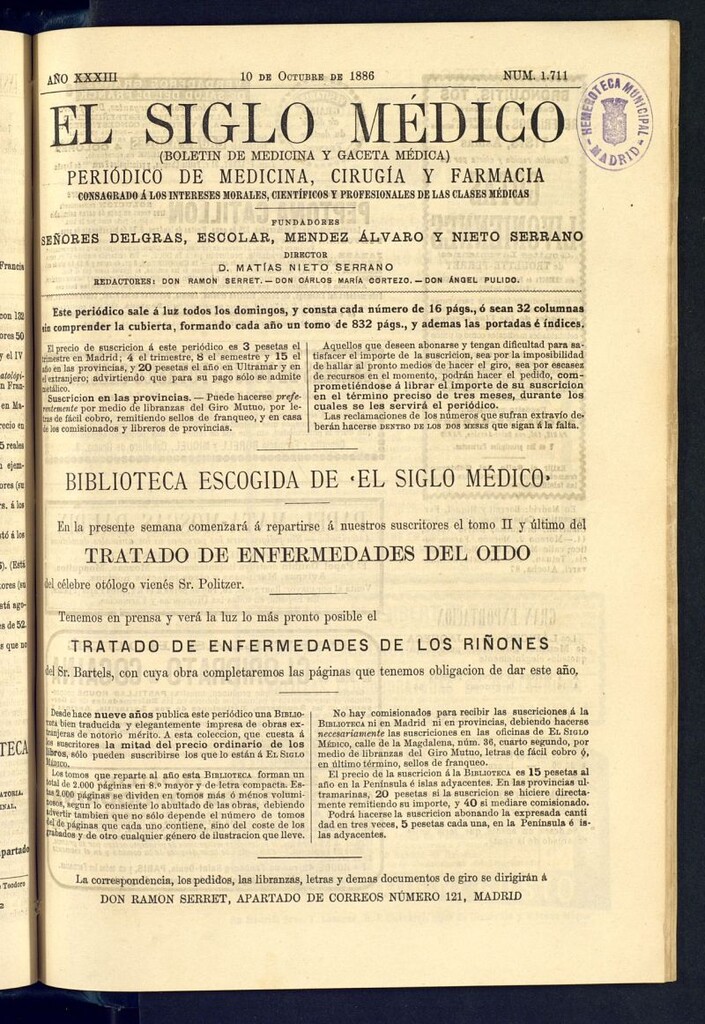 AÑO XXXIII
10 DE OCTUBRE DE 1886
NUM. 1.711
EL SIGLO MÉDICO
(BOLETIN DE MEDICINA Y GACETA MÉDICA)
PERIÓDICO DE MEDICINA, CIRUGÍA Y FARMACIA
CONSAGRADO Á LOS INTERESES MORALES, CIENTÍFICOS Y PROFESIONALES DE LAS CLASES MÉDICAS
HEMEROTECA MUNICIPAL
MADRID
FUNDADORES
SEÑORES DELGRAS, ESCOLAR, MENDEZ ÁLVARO Y NIETO SERRANO
DIRECTOR
D. MATÍAS NIETO SERRANO
REDACTORES: DON RAMON SERRET.—DON CÁRLOS MARÍA CORTEZO.—DON ÁNGEL PULIDO.
Este periódico sale á luz todos los domingos, y consta cada número de 16 págs., ó sean 32 columnas
sin comprender la cubierta, formando cada año un tomo de 832 págs., y ademas las portadas é índices.
El precio de suscricion á este periódico es 3 pesetas el
trimestre en Madrid; 4 el trimestre, 8 el semestre y 15 el
año en las provincias, y 20 pesetas el año en Ultramar y en
el extranjero; advirtiendo que para su pago sólo se admite
metálico.
Suscricion en las provincias.—Puede hacerse prefe-
rentemente por medio de libranzas del Giro Mutuo, por le-
tras de fácil cobro, remitiendo sellos de franqueo, y en casa
de los comisionados y libreros de provincias.
Aquellos que deseen abonarse y tengan dificultad para sa-
tisfacer el importe de la suscricion, sea por la imposibilidad
de hallar al pronto medios de hacer el giro, sea por escasez
de recursos en el momento, podrán hacer el pedido, com-
prometiéndose á librar el importe de su suscricion
en el término preciso de tres meses, durante los
cuales se les servirá el periódico.
Las reclamaciones de los números que sufran extravío de-
berán hacerse DENTRO DE LOS DOS MESES que sigan á la falta.
BIBLIOTECA ESCOGIDA DE «EL SIGLO MÉDICO»
En la presente semana comenzará á repartirse á nuestros suscritores el tomo II y último del
TRATADO DE ENFERMEDADES DEL OIDO
del célebre otólogo vienés Sr. Politzer.
Tenemos en prensa y verá la luz lo más pronto posible el
TRATADO DE ENFERMEDADES DE LOS RIÑONES
del Sr. Bartels, con cuya obra completaremos las páginas que tenemos obligacion de dar este año.
Desde hace nueve años publica este periódico una BIBLIO-
TECA bien traducida y elegantemente impresa de obras ex-
tranjeras de notorio mérito. A esta coleccion, que cuesta á
los suscritores la mitad del precio ordinario de los
libros, sólo pueden suscribirse los que lo están á EL SIGLO
MÉDICO.
Los tomos que reparte al año esta BIBLIOTECA forman un
total de 2.000 páginas en 8.º mayor y de letra compacta. Es-
tas 2.000 páginas se dividen en tomos más ó ménos volumi-
nosos, segun lo consiente lo abultado de las obras, debiendo
advertir tambien que no sólo depende el número de tomos
del de páginas que cada uno contiene, sino del coste de los
grabados y de otro cualquier género de ilustracion que lleve.
No hay comisionados para recibir las suscriciones á la
BIBLIOTECA ni en Madrid ni en provincias, debiendo hacerse
necesariamente las suscriciones en las oficinas de EL SIGLO
MÉDICO, calle de la Magdalena, núm. 36, cuarto segundo, por
medio de libranzas del Giro Mutuo, letras de fácil cobro ó,
en último término, sellos de franqueo.
El precio de la suscricion á la BIBLIOTECA es 15 pesetas al
año en la Península é islas adyacentes. En las provincias ul-
tramarinas, 20 pesetas si la suscricion se hiciere directa-
mente remitiendo su importe, y 40 si mediare comisionado.
Podrá hacerse la suscricion abonando la expresada canti
dad en tres veces, 5 pesetas cada una, en la Península é is-
las adyacentes.
La correspondencia, los pedidos, las libranzas, letras y demas documentos de giro se dirigirán á
DON RAMON SERRET, APARTADO DE CORREOS NÚMERO 121, MADRID